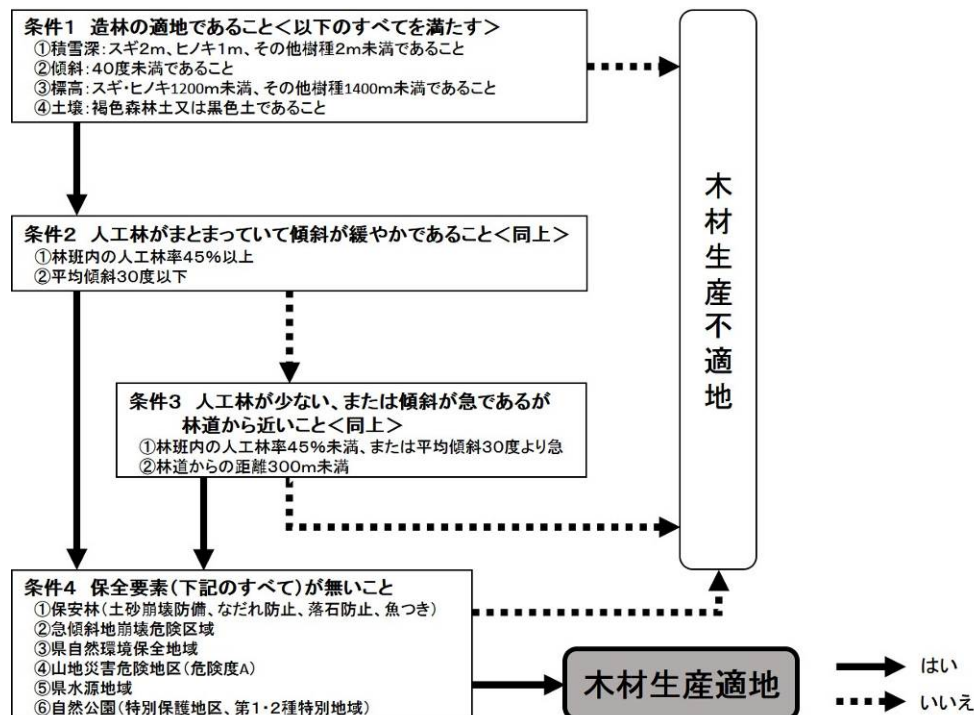 条件1 造林の適地であること<以下のすべてを満たす>
①積雪深:スギ2m、ヒノキ1m、その他樹種2m未満であること
②傾斜:40度未満であること
③標高:スギ・ヒノキ1200m未満、その他樹種1400m未満であること
④土壌:褐色森林土又は黒色土であること
条件2 人工林がまとまっていて傾斜が緩やかであること<同上>
①林班内の人工林率45%以上
②平均傾斜30度以下
条件3 人工林が少ない、または傾斜が急であるが
林道から近いこと<同上>
①林班内の人工林率45%未満、または平均傾斜30度より急
②林道からの距離300m未満
木材生産不適地
条件4 保全要素(下記のすべて)が無いこと
①保安林(土砂崩壊防備、なだれ防止、落石防止、魚つき)
②急傾斜地崩壊危険区域
③県自然環境保全地域
④山地災害危険地区(危険度A)
⑤県水源地域
⑥自然公園(特別保護地区、第1・2種特別地域)
木材生産適地
はい
いいえ